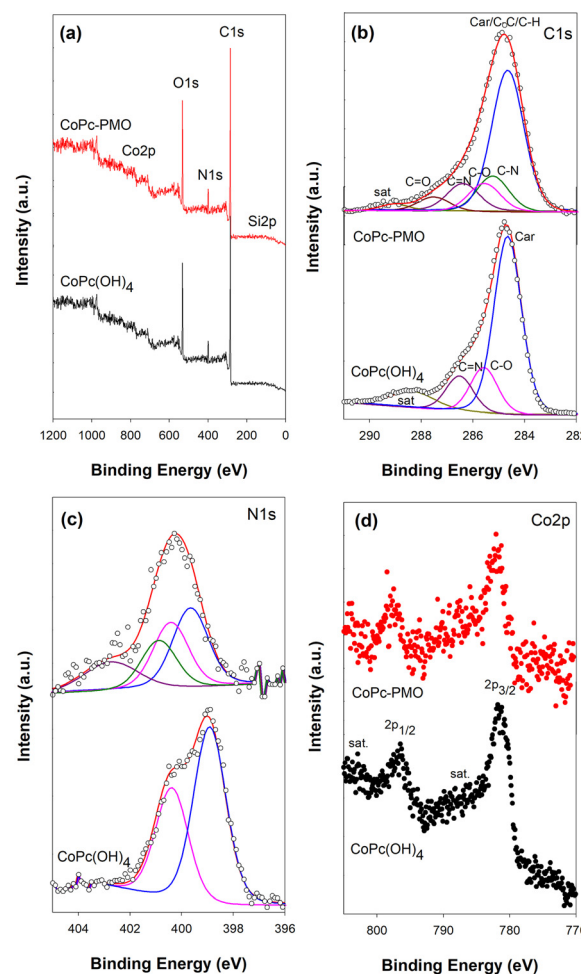 (a)
C1s
O1s
CoPc-PMO
Co2p
N1s
Si2p
CoPc(OH)4
Intensity (a.u.)
1200 1000 800 600 400 200 0
Binding Energy (eV)
(b)
Car/C-C/C-H
C1s
C=O
C=N
C-O
C-N
sat
CoPc-PMO
Car
CoPc(OH)4
C=N
C-O
sat
Intensity (a.u.)
290 288 286 284 282
Binding Energy (eV)
(c)
N1s
CoPc(OH)4
Intensity (a.u.)
404 402 400 398 396
Binding Energy (eV)
(d)
Co2p
CoPc-PMO
2p3/2
2p1/2
sat.
sat.
CoPc(OH)4
Intensity (a.u.)
800 790 780 770
Binding Energy (eV)